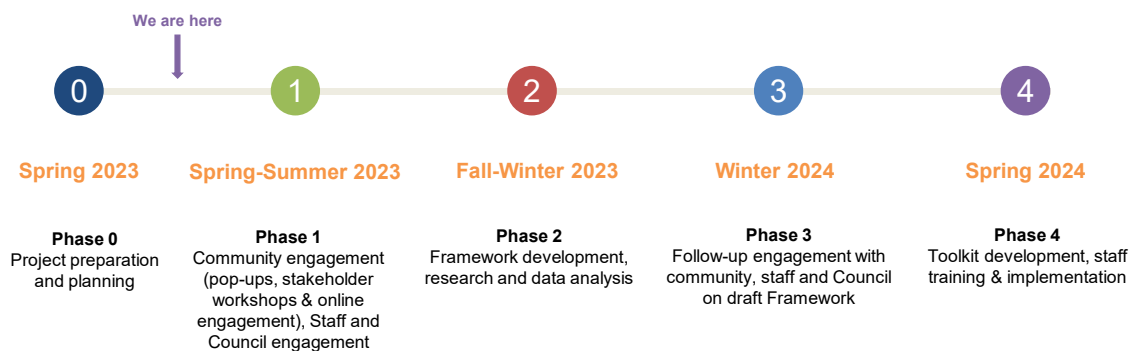 We are here
0
1
2
3
4
Spring 2023
Spring-Summer 2023
Fall-Winter 2023
Winter 2024
Spring 2024
Phase 0
Project preparation
and planning
Phase 1
Community engagement
(pop-ups, stakeholder
workshops & online
engagement), Staff and
Council engagement
Phase 2
Framework development,
research and data analysis
Phase 3
Follow-up engagement with
community, staff and Council
on draft Framework
Phase 4
Toolkit development, staff
training & implementation